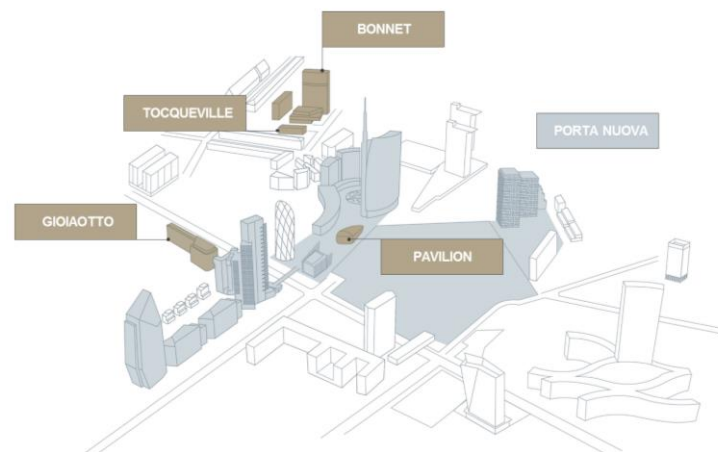 BONNET
TOCQUEVILLE
PORTA NUOVA
GIOIAOTTO
PAVILION